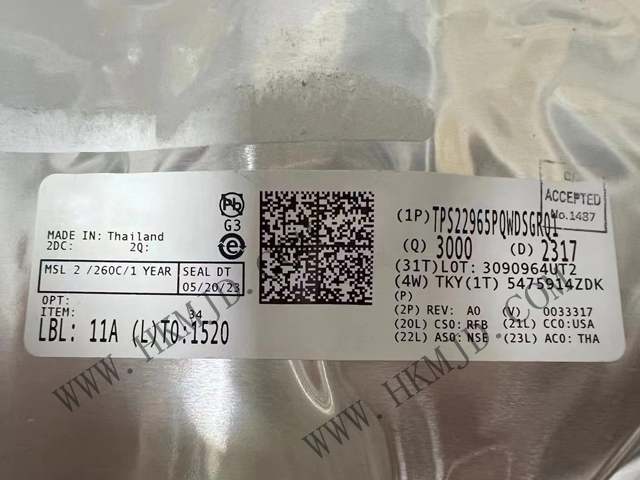 Pb
G3
e
MADE IN: Thailand
2DC: 2Q:
MSL 2 /260C/1 YEAR SEAL DT
05/20/23
OPT:
ITEM: 34
LBL: 11A (L)TO:1520
ACCEPTED
No.1487
(1P) TPS22965PQWDSGRQ1
(Q) 3000 (D) 2317
(31T)LOT: 3090964UT2
(4W) TKY(1T) 5475914ZDK
(P)
(2P) REV: A0 (V) 0033317
(20L) CSO:RFB (21L) CCO:USA
(22L) ASO:NSE (23L) ACO:THA
WWW.HKMJD.COM
WWW.HKMJD.COM